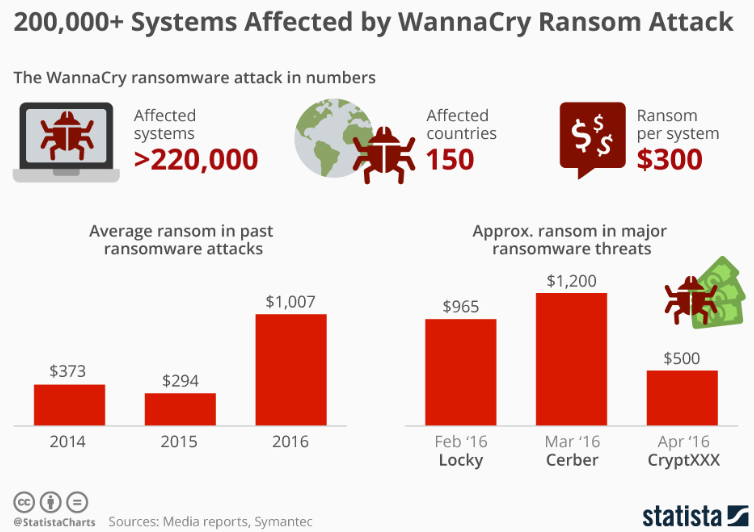 200,000+ Systems Affected by WannaCry Ransom Attack
The WannaCry ransomware attack in numbers
Affected
systems
>220,000
Affected
countries
150
$$$
Ransom
per system
$300
Average ransom in past
ransomware attacks
$373
$294
$1,007
2014
2015
2016
Approx. ransom in major
ransomware threats
$965
$1,200
$500
Feb ‘16
Locky
Mar ‘16
Cerber
Apr ‘16
CryptXXX
cc
@StatistaCharts
Sources: Media reports, Symantec
statista